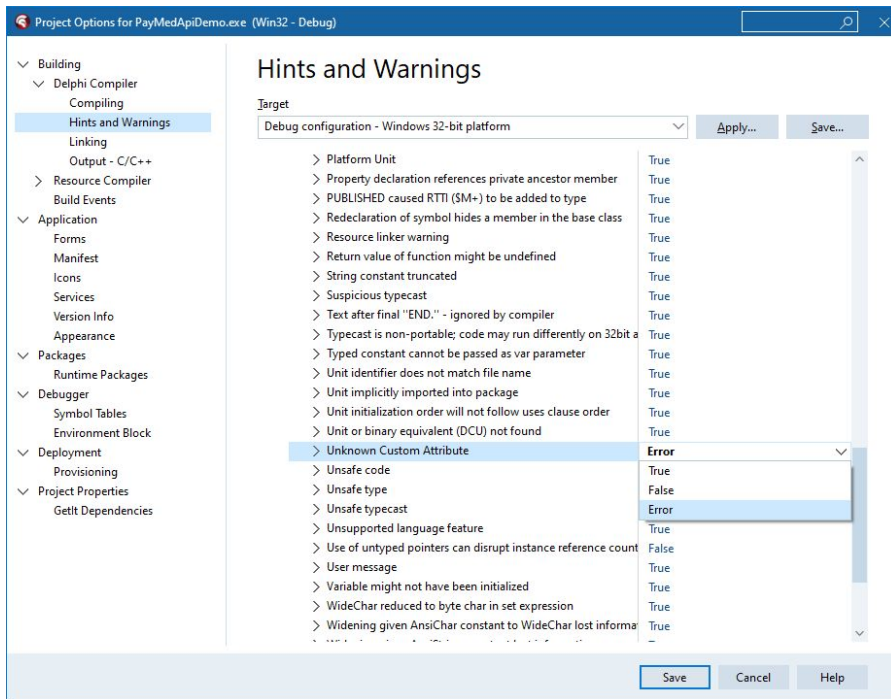 Project Options for PayMedApiDemo.exe (Win32 - Debug)
Building
Delphi Compiler
Compiling
Hints and Warnings
Linking
Output - C/C++
Resource Compiler
Build Events
Application
Forms
Manifest
Icons
Services
Version Info
Appearance
Packages
Runtime Packages
Debugger
Symbol Tables
Environment Block
Deployment
Provisioning
Project Properties
GetIt Dependencies
Hints and Warnings
Target
Debug configuration - Windows 32-bit platform
Apply...
Save...
Platform Unit True
Property declaration references private ancestor member True
PUBLISHED caused RTTI ($M+) to be added to type True
Redeclaration of symbol hides a member in the base class True
Resource linker warning True
Return value of function might be undefined True
String constant truncated True
Suspicious typecast True
Text after final "END." - ignored by compiler True
Typecast is non-portable; code may run differently on 32bit a True
Typed constant cannot be passed as var parameter True
Unit identifier does not match file name True
Unit implicitly imported into package True
Unit initialization order will not follow uses clause order True
Unit or binary equivalent (DCU) not found True
Unknown Custom Attribute Error
Unsafe code True
Unsafe type False
Unsafe typecast Error
Unsupported language feature True
Use of untyped pointers can disrupt instance reference count False
User message True
Variable might not have been initialized True
WideChar reduced to byte char in set expression True
Widening given AnsiChar constant to WideChar lost informa True
Save
Cancel
Help